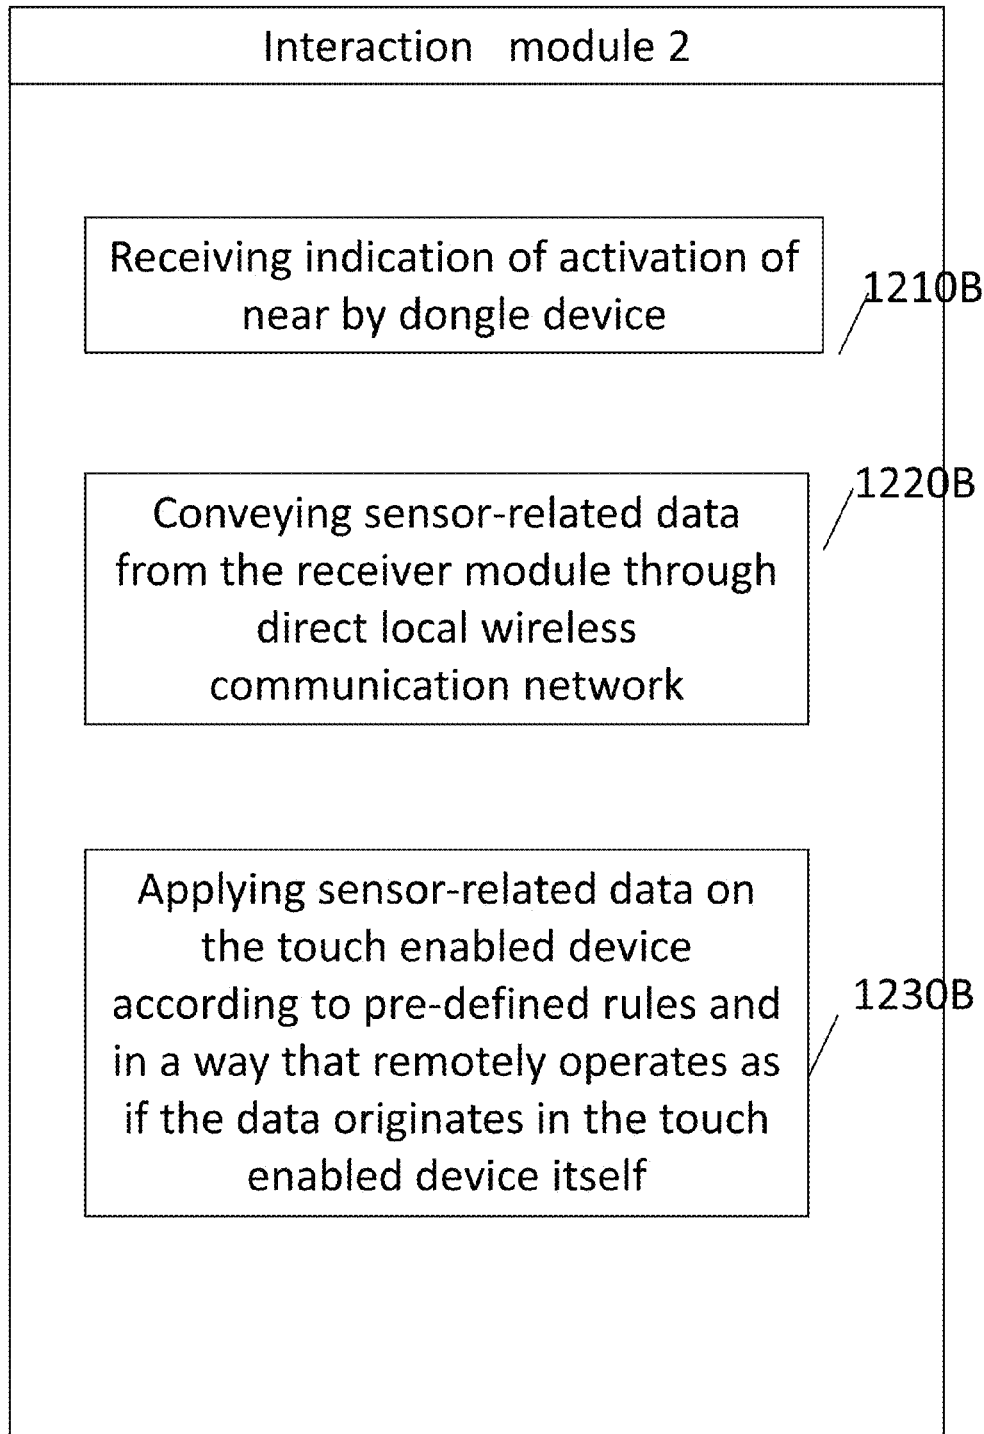 Interaction module 2
Receiving indication of activation of
near by dongle device
1210B
1220B
Conveying sensor-related data
from the receiver module through
direct local wireless
communication network
Applying sensor-related data on
the touch enabled device
according to pre-defined rules and
in a way that remotely operates as
if the data originates in the touch
enabled device itself
1230B